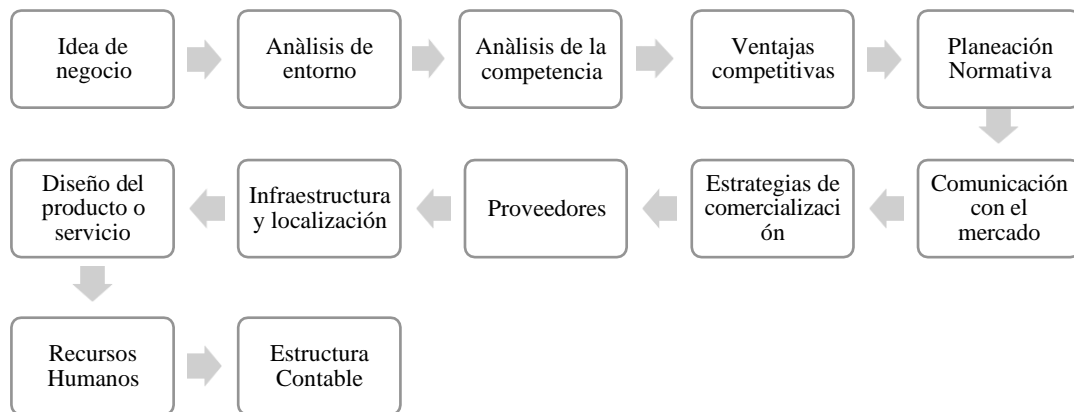 Idea de
negocio
Anàlisis de
entorno
Anàlisis de la
competencia
Ventajas
competitivas
Planeación
Normativa
Comunicación
con el
mercado
Estrategias de
comercializaci
ón
Proveedores
Infraestructura
y localización
Diseño del
producto o
servicio
Recursos
Humanos
Estructura
Contable